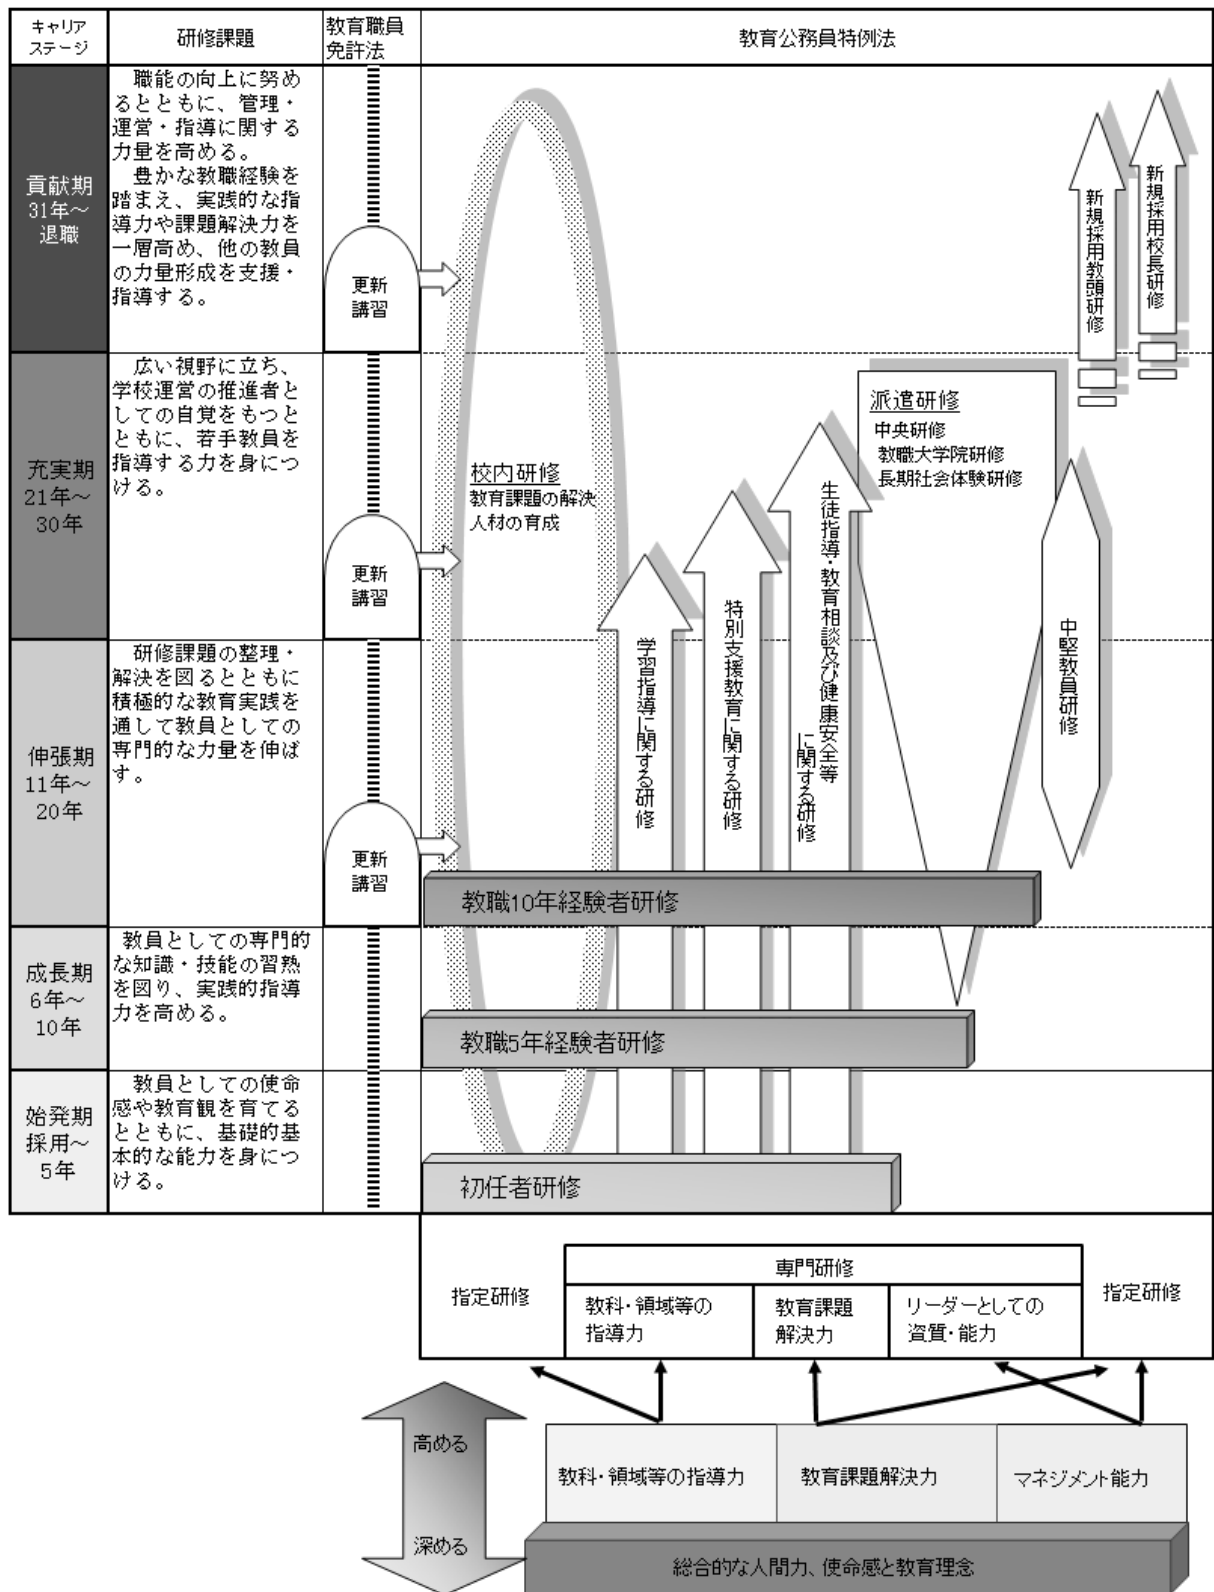 キャリア
ステージ
研修課題
教育職員
免許法
教育公務員特例法
貢献期
31年～
退職
職能の向上に努め
るとともに、管理・
運営・指導に関する
力量を高める。
豊かな教職経験を
踏まえ、実践的な指
導力や課題解決力を
一層高め、他の教員
の力量形成を支援・
指導する。
更新
講習
新規採用教頭研修
新規採用校長研修
充実期
21年～
30年
広い視野に立ち、
学校運営の推進者と
しての自覚をもつと
ともに、若手教員を
指導する力を身につ
ける。
更新
講習
校内研修
教育課題の解決
人材の育成
派遣研修
中央研修
教職大学院研修
長期社会体験研修
伸張期
11年～
20年
研修課題の整理・
解決を図るとともに
積極的な教育実践を
通して教員としての
専門的な力量を伸ば
す。
更新
講習
学習指導に関する研修
特別支援教育に関する研修
生徒指導・教育相談及び健康安全等
に関する研修
中堅教員研修
教職10年経験者研修
成長期
6年～
10年
教員としての専門的
な知識・技能の習熟
を図り、実践的指導
力を高める。
教職5年経験者研修
始発期
採用～
5年
教員としての使命
感や教育観を育てる
とともに、基礎的基
本的な能力を身につ
ける。
初任者研修
指定研修
専門研修
教科・領域等の
指導力
教育課題
解決力
リーダーとしての
資質・能力
指定研修
高める
深める
教科・領域等の指導力
教育課題解決力
マネジメント能力
総合的な人間力、使命感と教育理念